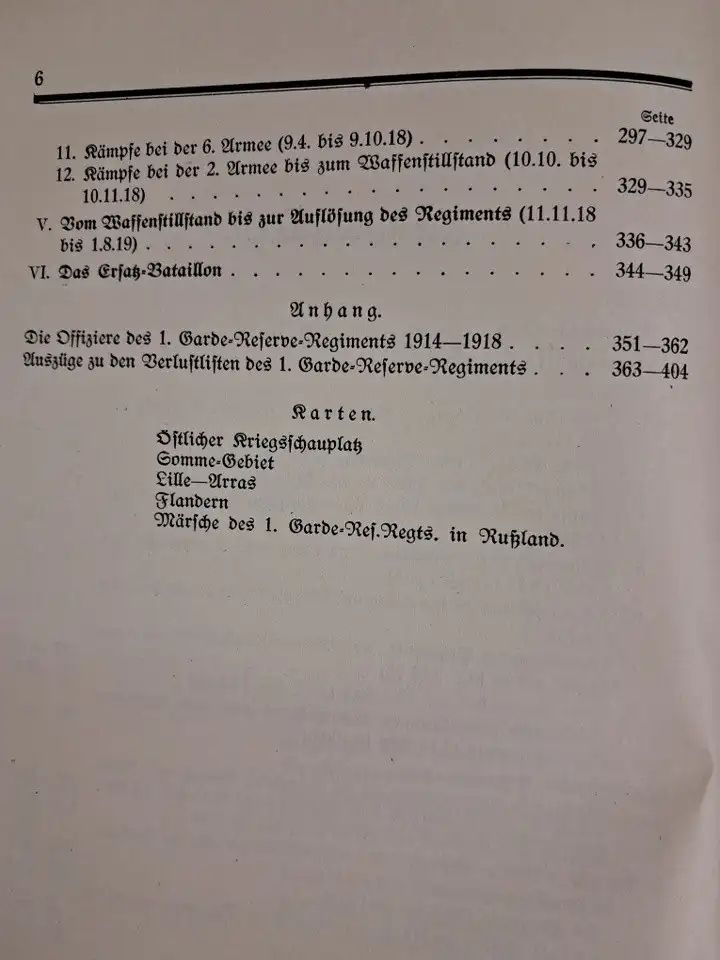 6
Seite
11. Kämpfe bei der 6. Armee (9.4. bis 9.10.18) . . . . . . . . 297—329
12. Kämpfe bei der 2. Armee bis zum Waffenstillstand (10.10. bis
10.11.18) . . . . . . . . . . . . . . . . . 329—335
V. Vom Waffenstillstand bis zur Auflösung des Regiments (11.11.18
bis 1.8.19) . . . . . . . . . . . . . . . . . 336—343
VI. Das Ersatz-Bataillon . . . . . . . . . . . . . . 344—349
Anhang.
Die Offiziere des 1. Garde-Reserve-Regiments 1914—1918 . . . . 351—362
Auszüge zu den Verlustlisten des 1. Garde-Reserve-Regiments . . . 363—404
Karten.
Östlicher Kriegsschauplatz
Somme-Gebiet
Lille—Arras
Flandern
Märsche des 1. Garde-Res.Regts. in Rußland.